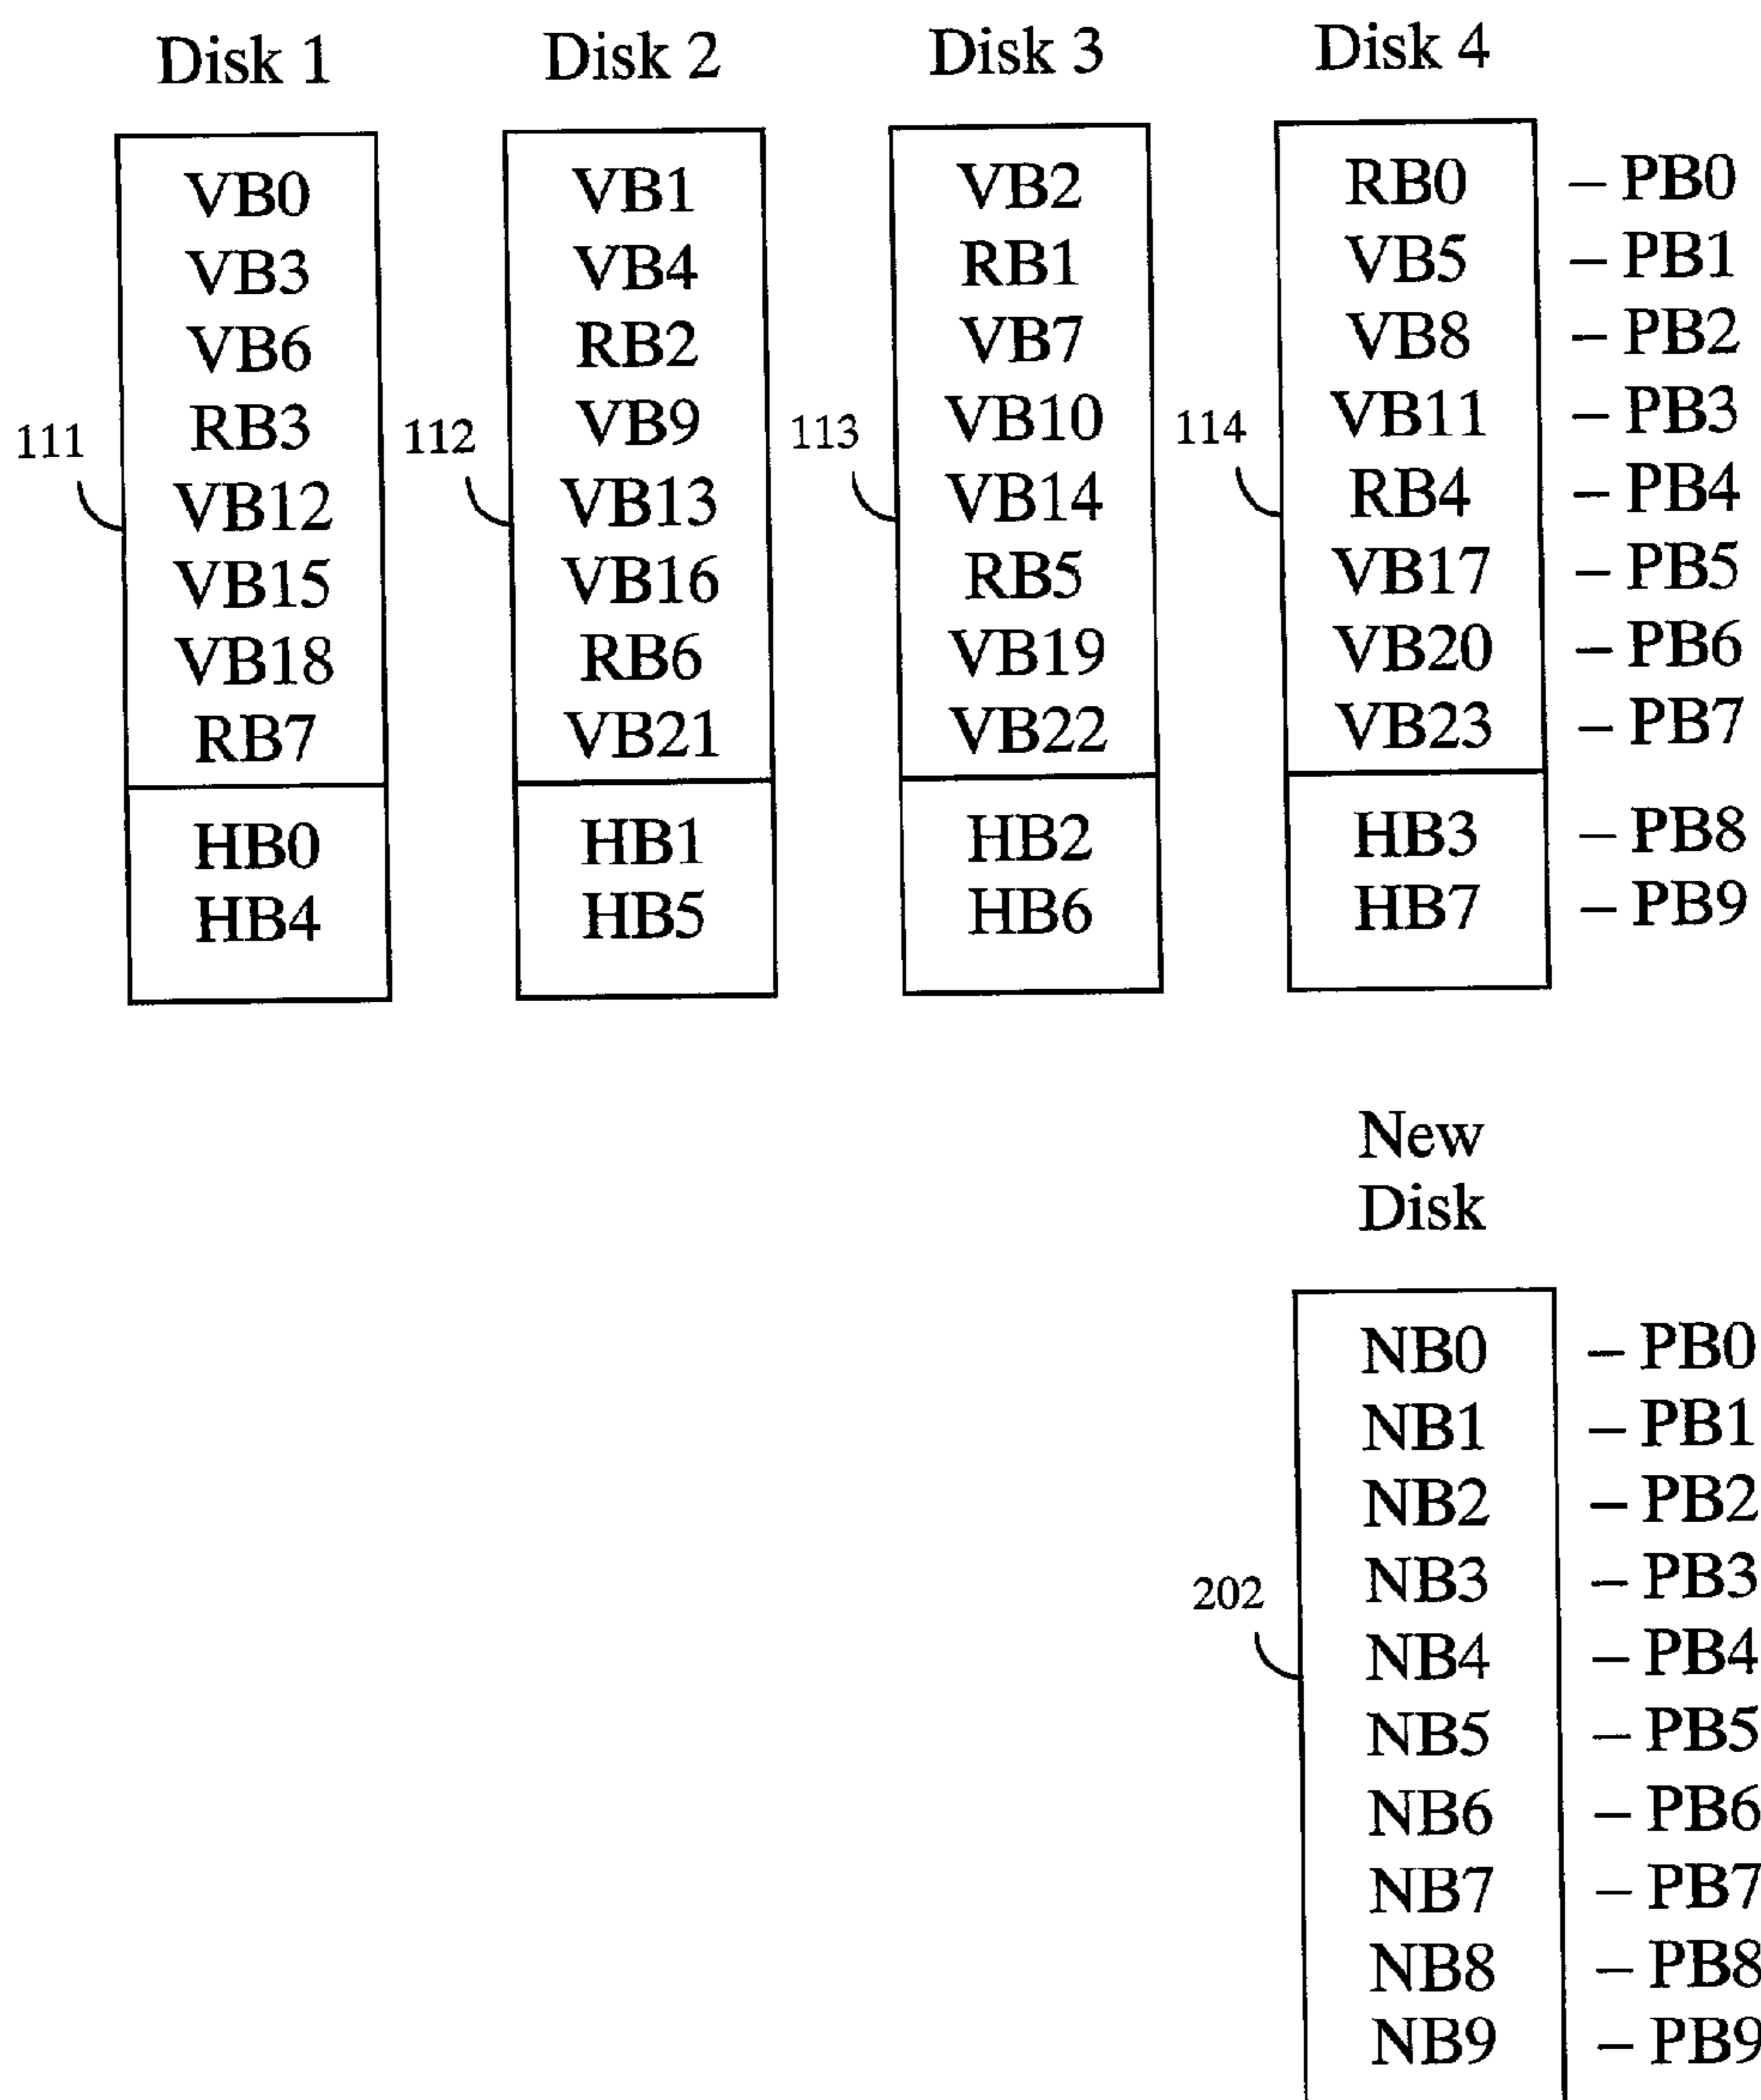 Disk 1 Disk 2 Disk 3 Disk 4
VB0 VB1 VB2 RB0 – PB0
VB3 VB4 RB1 VB5 – PB1
VB6 RB2 VB7 VB8 – PB2
111 RB3 112 VB9 113 VB10 114 VB11 – PB3
VB12 VB13 VB14 RB4 – PB4
VB15 VB16 RB5 VB17 – PB5
VB18 RB6 VB19 VB20 – PB6
RB7 VB21 VB22 VB23 – PB7
HB0 HB1 HB2 HB3 – PB8
HB4 HB5 HB6 HB7 – PB9
New
Disk
NB0 – PB0
NB1 – PB1
NB2 – PB2
202 NB3 – PB3
NB4 – PB4
NB5 – PB5
NB6 – PB6
NB7 – PB7
NB8 – PB8
NB9 – PB9